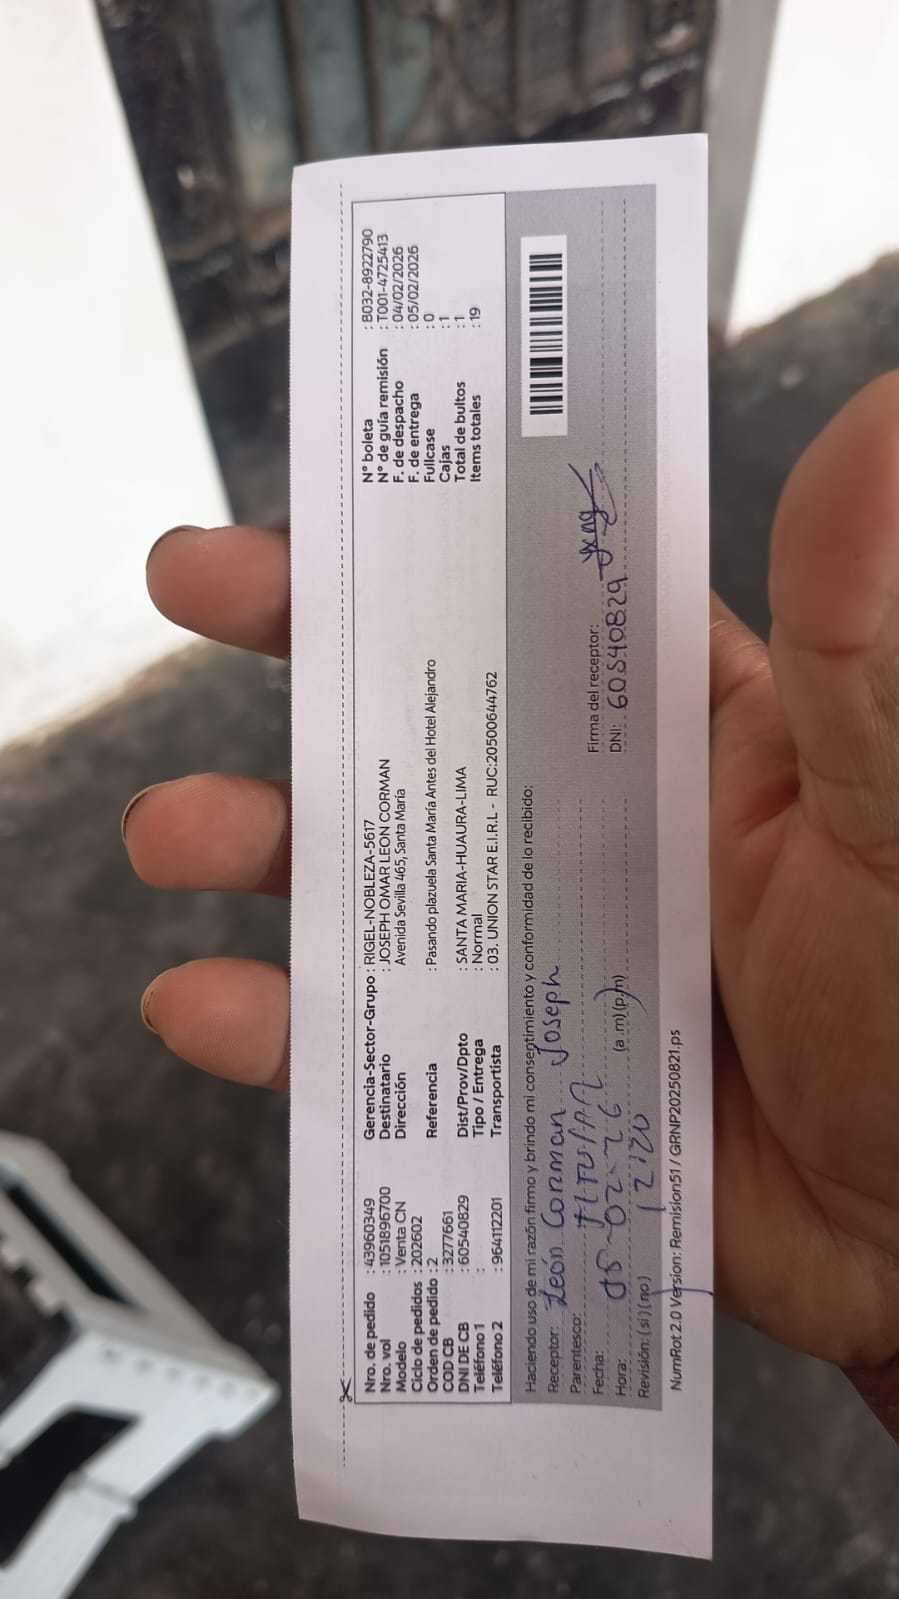 Nro. de pedido : 43960349
Nro. vol : 1051896700
Modelo : Venta CN
Ciclo de pedidos : 202602
Orden de pedido : 2
COD CB : 3277661
DNI DE CB : 60540829
Teléfono 1 :
Teléfono 2 : 964112201
Gerencia-Sector-Grupo : RIGEL-NOBLEZA-5617
Destinatario : JOSEPH OMAR LEON CORMAN
Dirección Avenida Sevilla 465, Santa María
Referencia : Pasando plazuela Santa María Antes del Hotel Alejandro
Dist/Prov/Dpto : SANTA MARIA-HUAURA-LIMA
Tipo / Entrega : Normal
Transportista : 03. UNION STAR E.I.R.L - RUC:20500644762
N° boleta : B032-8922790
N° de guía remisión : T001-4725413
F. de despacho : 04/02/2026
F. de entrega : 05/02/2026
Fullcase : 0
Cajas : 1
Total de bultos : 1
Items totales : 19
Haciendo uso de mi razón firmo y brindo mi consentimiento y conformidad de lo recibido:
Receptor: León Corman Joseph
Parentesco: titular
Fecha: 05-02-26
Hora: 12:20 (a.m)(p.m)
Revisión: (si)(no)
Firma del receptor:
DNI: 60540829
NumRot 2.0 Version: Remision51 / GRNP20250821.ps